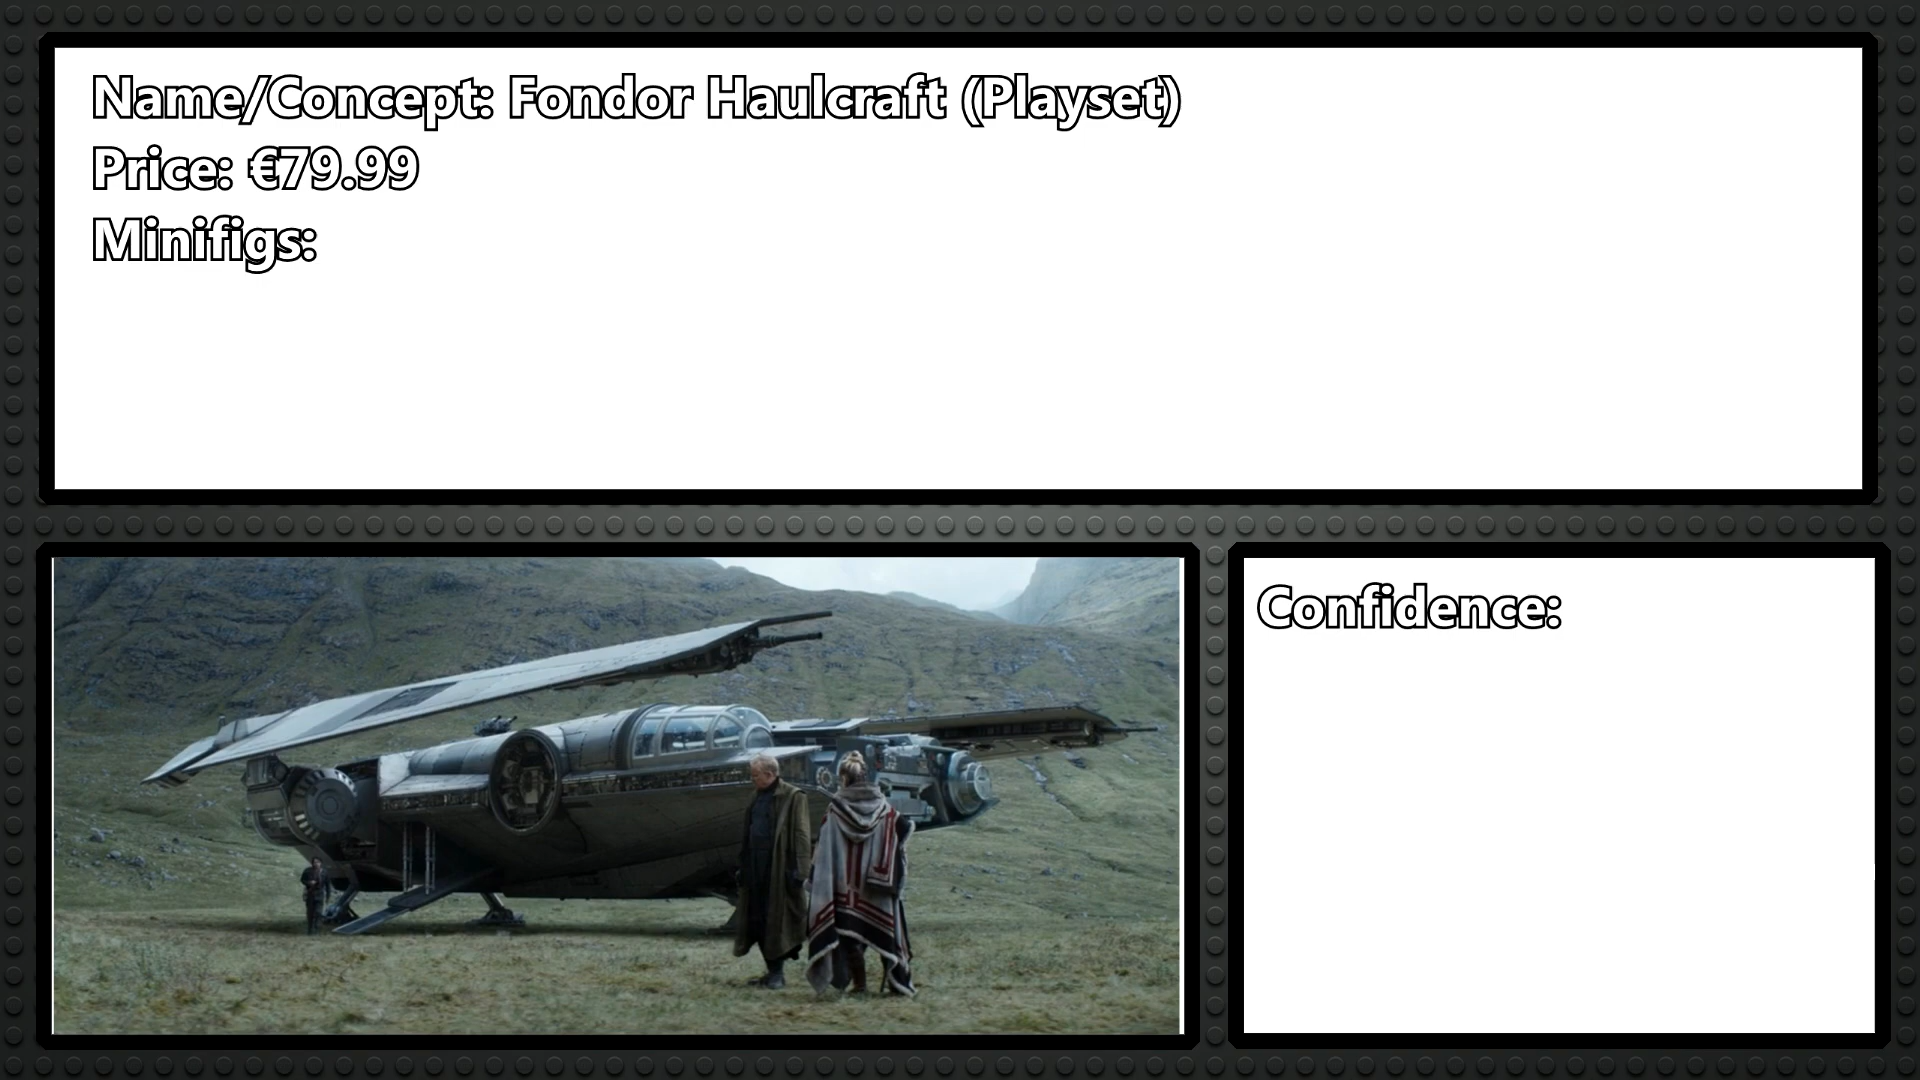 Name/Concept: Fondor Haulcraft (Playset)
Price: €79.99
Minifigs:
Confidence: